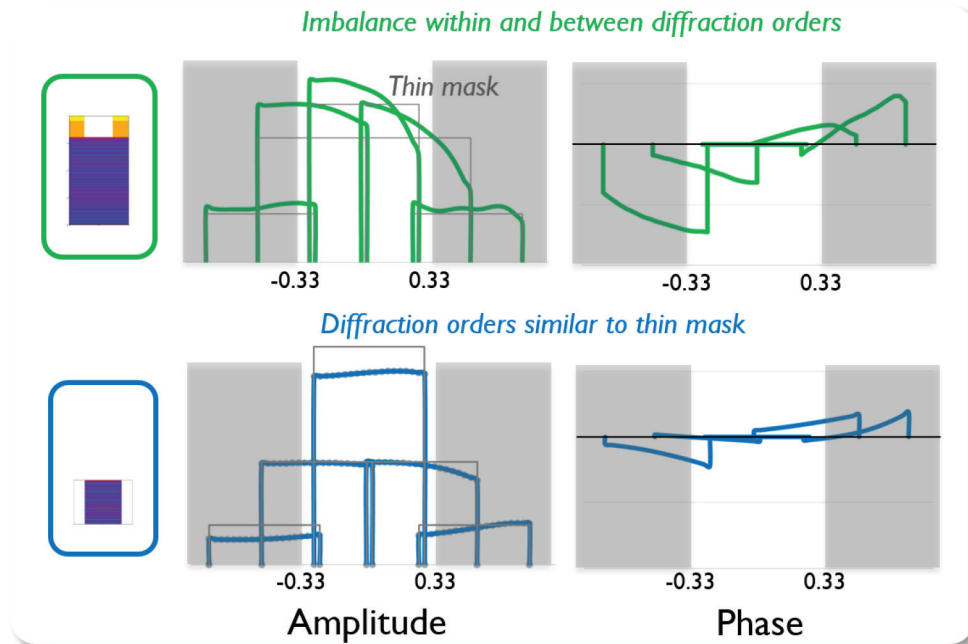 Imbalance within and between diffraction orders
Thin mask
-0.33 0.33 -0.33 0.33
Diffraction orders similar to thin mask
-0.33 0.33 -0.33 0.33
Amplitude Phase